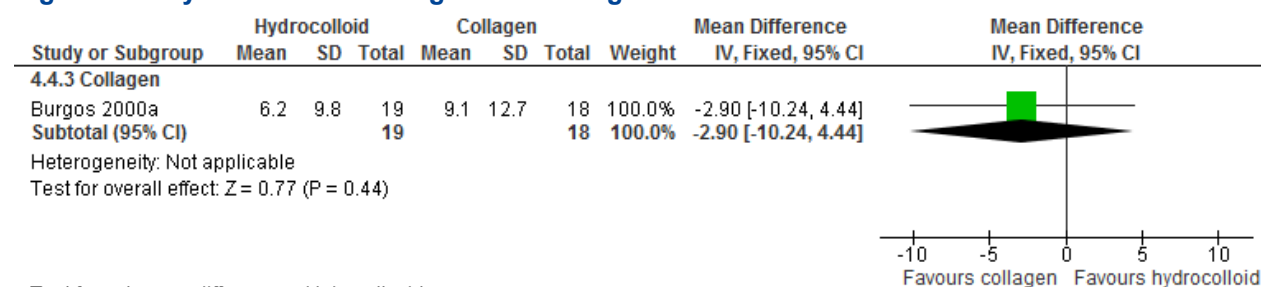 Hydrocolloid Collagen Mean Difference Mean Difference
Study or Subgroup Mean SD Total Mean SD Total Weight IV, Fixed, 95% CI IV, Fixed, 95% CI
4.4.3 Collagen
Burgos 2000a 6.2 9.8 19 9.1 12.7 18 100.0% -2.90 [-10.24, 4.44]
Subtotal (95% CI) 19 18 100.0% -2.90 [-10.24, 4.44]
Heterogeneity: Not applicable
Test for overall effect: Z = 0.77 (P = 0.44)
-10 -5 0 5 10
Favours collagen Favours hydrocolloid